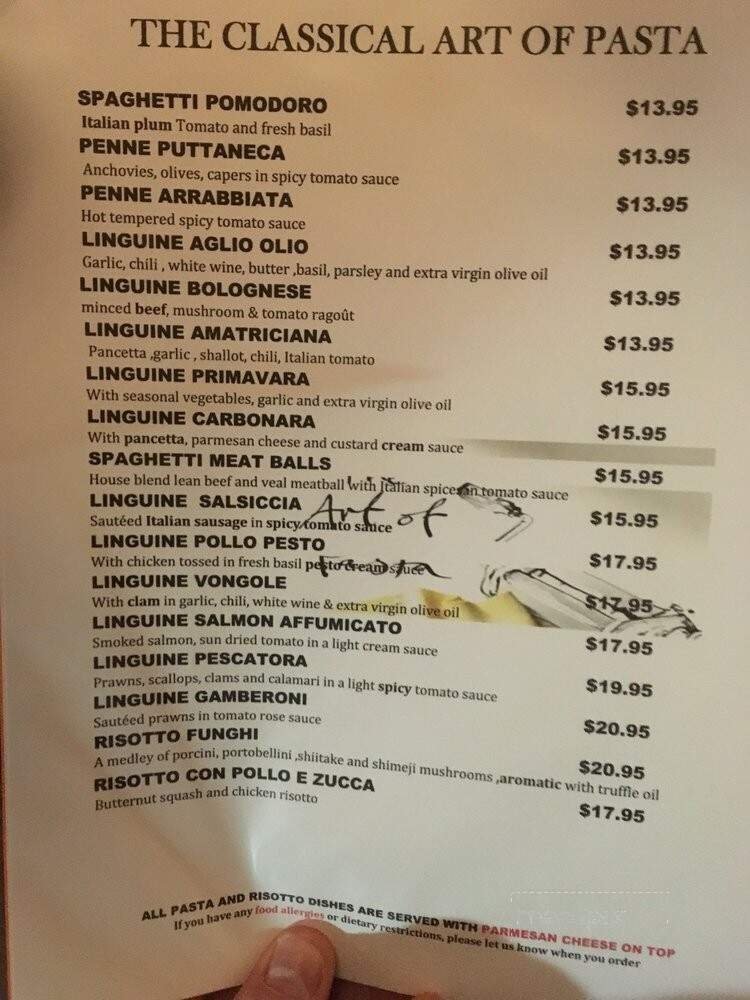 THE CLASSICAL ART OF PASTA
SPAGHETTI POMODORO $13.95
Italian plum Tomato and fresh basil
PENNE PUTTANECA $13.95
Anchovies, olives, capers in spicy tomato sauce
PENNE ARRABBIATA $13.95
Hot tempered spicy tomato sauce
LINGUINE AGLIO OLIO $13.95
Garlic, chili , white wine, butter ,basil, parsley and extra virgin olive oil
LINGUINE BOLOGNESE $13.95
minced beef, mushroom & tomato ragoût
LINGUINE AMATRICIANA $13.95
Pancetta ,garlic , shallot, chili, Italian tomato
LINGUINE PRIMAVARA $15.95
With seasonal vegetables, garlic and extra virgin olive oil
LINGUINE CARBONARA $15.95
With pancetta, parmesan cheese and custard cream sauce
SPAGHETTI MEAT BALLS $15.95
House blend lean beef and veal meatball with Italian spices an tomato sauce
LINGUINE SALSICCIA $15.95
Sautéed Italian sausage in spicy tomato sauce
Art of
LINGUINE POLLO PESTO $17.95
With chicken tossed in fresh basil pesto cream sauce
LINGUINE VONGOLE $17.95
With clam in garlic, chili, white wine & extra virgin olive oil
LINGUINE SALMON AFFUMICATO $17.95
Smoked salmon, sun dried tomato in a light cream sauce
LINGUINE PESCATORA $19.95
Prawns, scallops, clams and calamari in a light spicy tomato sauce
LINGUINE GAMBERONI $20.95
Sautéed prawns in tomato rose sauce
RISOTTO FUNGHI $20.95
A medley of porcini, portobellini ,shiitake and shimeji mushrooms ,aromatic with truffle oil
RISOTTO CON POLLO E ZUCCA $17.95
Butternut squash and chicken risotto
ALL PASTA AND RISOTTO DISHES ARE SERVED WITH PARMESAN CHEESE ON TOP
If you have any food allergies or dietary restrictions, please let us know when you order